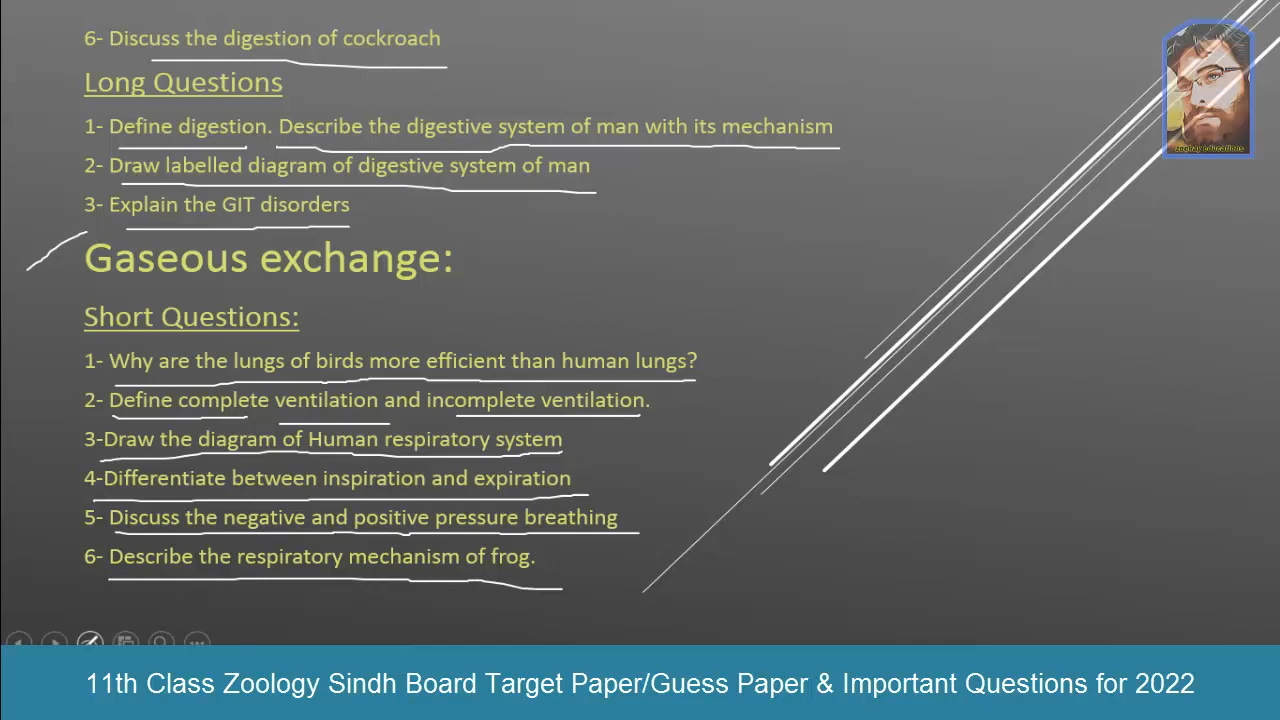 6- Discuss the digestion of cockroach
Long Questions
1- Define digestion. Describe the digestive system of man with its mechanism
2- Draw labelled diagram of digestive system of man
3- Explain the GIT disorders
Gaseous exchange:
Short Questions:
1- Why are the lungs of birds more efficient than human lungs?
2- Define complete ventilation and incomplete ventilation.
3-Draw the diagram of Human respiratory system
4-Differentiate between inspiration and expiration
5- Discuss the negative and positive pressure breathing
6- Describe the respiratory mechanism of frog.
11th Class Zoology Sindh Board Target Paper/Guess Paper & Important Questions for 2022